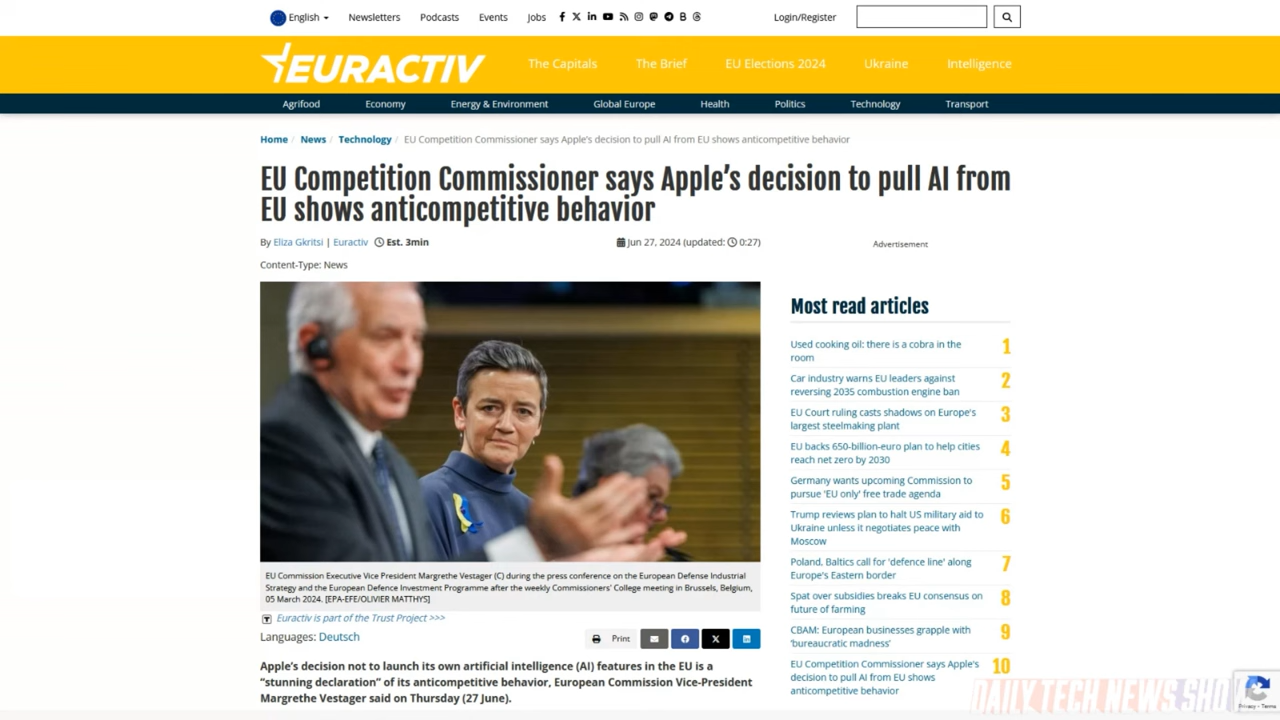 English
Newsletters
Podcasts
Events
Jobs
Login/Register
EURACTIV
The Capitals
The Brief
EU Elections 2024
Ukraine
Intelligence
Agrifood
Economy
Energy & Environment
Global Europe
Health
Politics
Technology
Transport
Home / News / Technology / EU Competition Commissioner says Apple's decision to pull AI from EU shows anticompetitive behavior
EU Competition Commissioner says Apple's decision to pull AI from
EU shows anticompetitive behavior
By Eliza Gkritsi | Euractiv Est. 3min
Jun 27, 2024 (updated: 0:27)
Content-Type: News
EU Commission Executive Vice President Margrethe Vestager (C) during the press conference on the European Defense Industrial
Strategy and the European Defence Investment Programme after the weekly Commissioners' College meeting in Brussels, Belgium,
05 March 2024. [EPA-EFE/OLIVIER MATTHYS]
Euractiv is part of the Trust Project >>>
Languages: Deutsch
Print
Apple's decision not to launch its own artificial intelligence (AI) features in the EU is a
"stunning declaration" of its anticompetitive behavior, European Commission Vice-President
Margrethe Vestager said on Thursday (27 June).
Advertisement
Most read articles
Used cooking oil: there is a cobra in the
room
1
Car industry warns EU leaders against
reversing 2035 combustion engine ban
2
EU Court ruling casts shadows on Europe's
largest steelmaking plant
3
EU backs 650-billion-euro plan to help cities
reach net zero by 2030
4
Germany wants upcoming Commission to
pursue 'EU only' free trade agenda
5
Trump reviews plan to halt US military aid to
Ukraine unless it negotiates peace with
Moscow
6
Poland, Baltics call for 'defence line' along
Europe's Eastern border
7
Spat over subsidies breaks EU consensus on
future of farming
8
CBAM: European businesses grapple with
'bureaucratic madness'
9
EU Competition Commissioner says Apple's
decision to pull AI from EU shows
anticompetitive behavior
10
DAILY TECH NEWS SHOW
Privacy - Terms